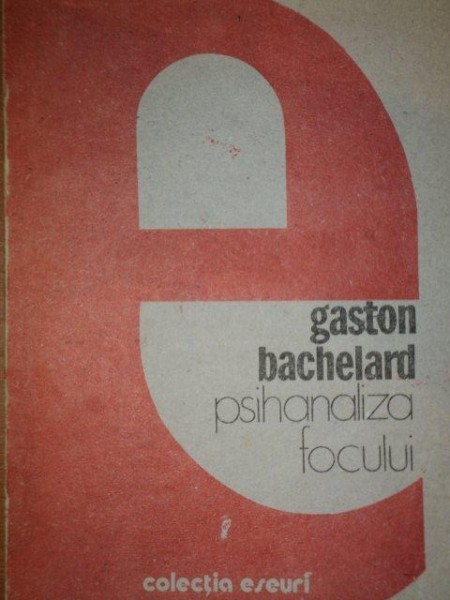 e
gaston
bachelard
psihanaliza
focului
colecția eseuri